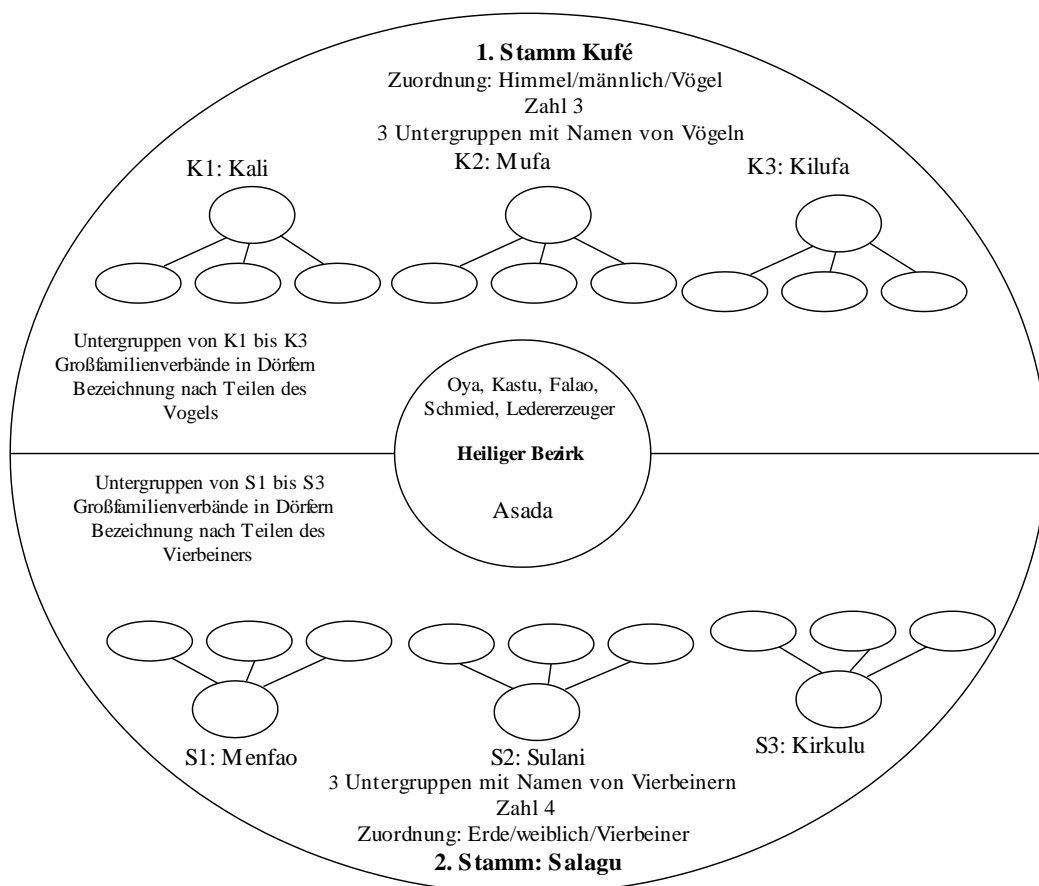 1. Stamm Kufé
Zuordnung: Himmel/männlich/Vögel
Zahl 3
3 Untergruppen mit Namen von Vögeln
K1: Kali
K2: Mufa
K3: Kilufa
Untergruppen von K1 bis K3
Großfamilienverbände in Dörfern
Bezeichnung nach Teilen des
Vogels
Oya, Kastu, Falao,
Schmied, Ledererzeuger
Heiliger Bezirk
Asada
Untergruppen von S1 bis S3
Großfamilienverbände in Dörfern
Bezeichnung nach Teilen des
Vierbeiners
S1: Menfao
S2: Sulani
S3: Kirkulu
3 Untergruppen mit Namen von Vierbeinern
Zahl 4
Zuordnung: Erde/weiblich/Vierbeiner
2. Stamm: Salagu